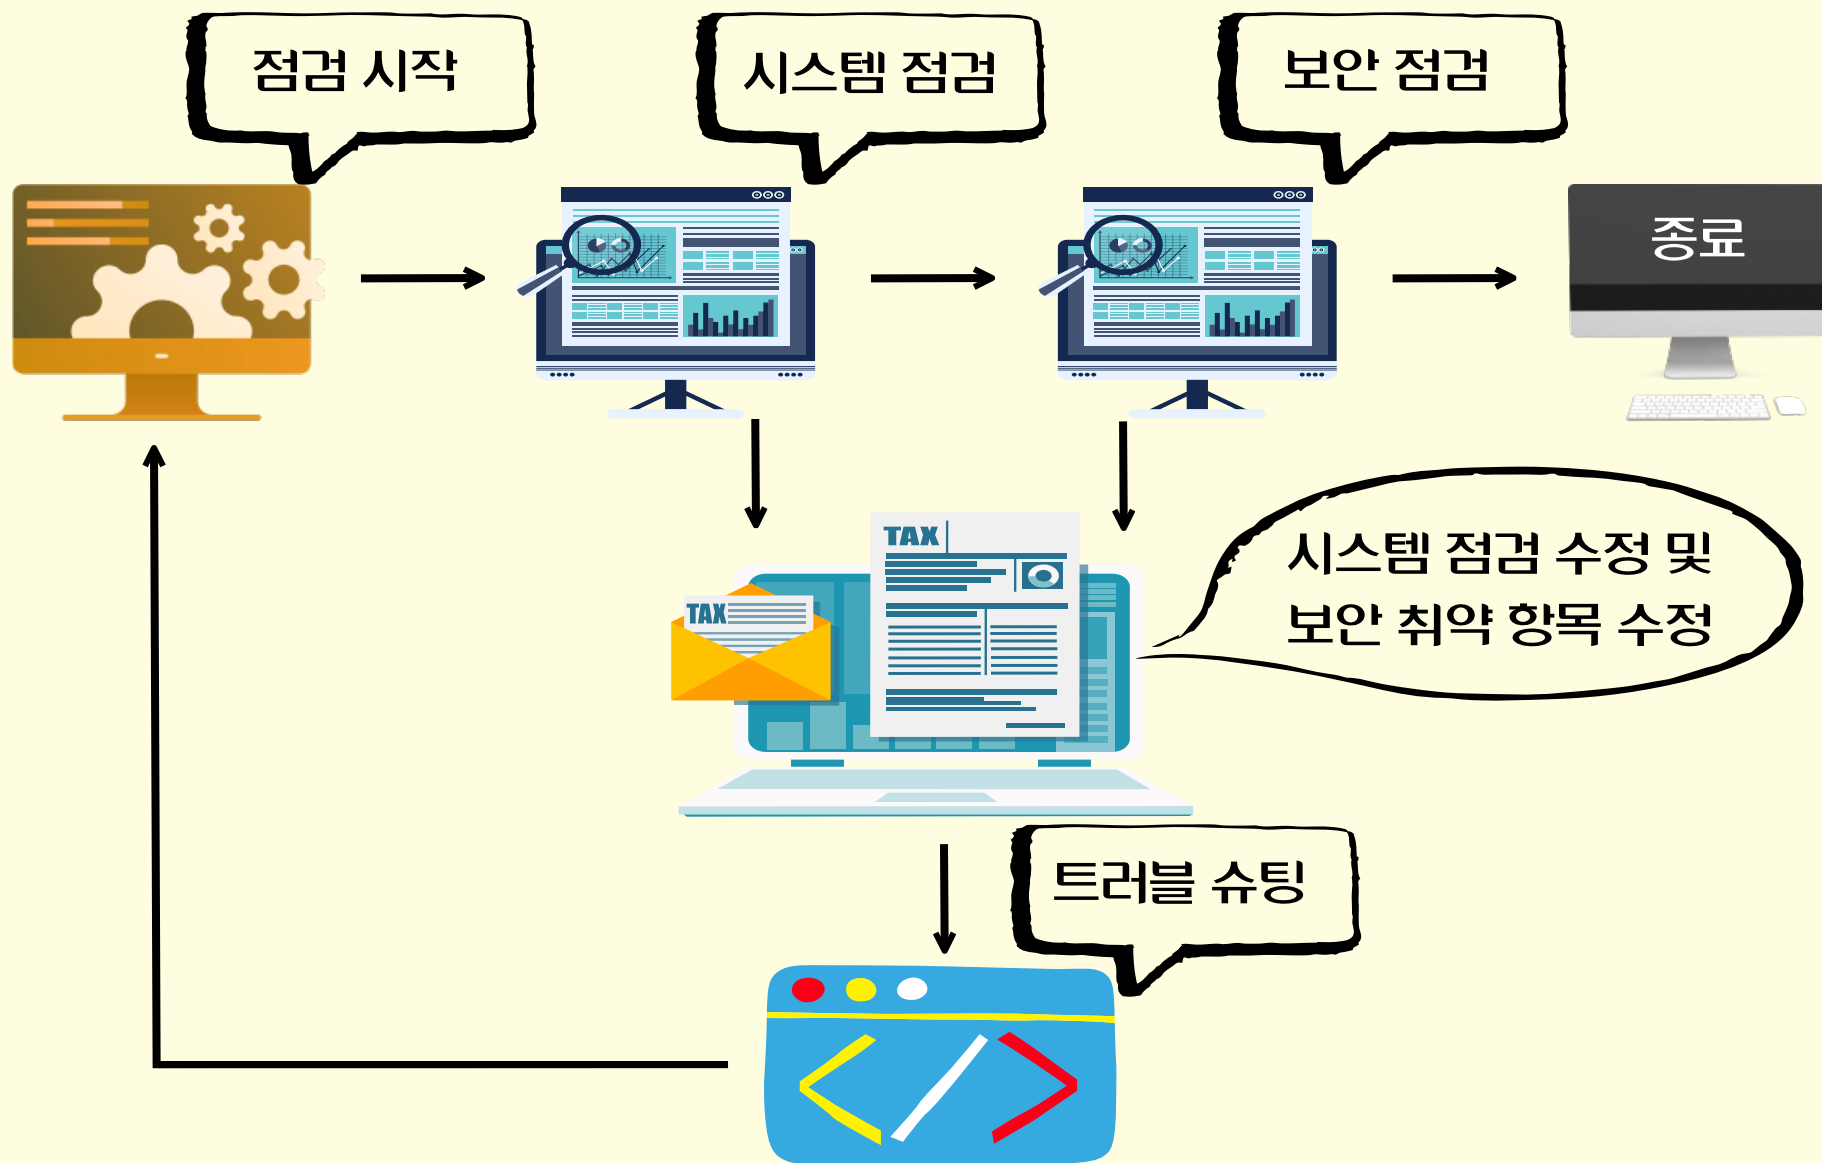 점검 시작
시스템 점검
보안 점검
종료
시스템 점검 수정 및
보안 취약 항목 수정
TAX
TAX
트러블 슈팅